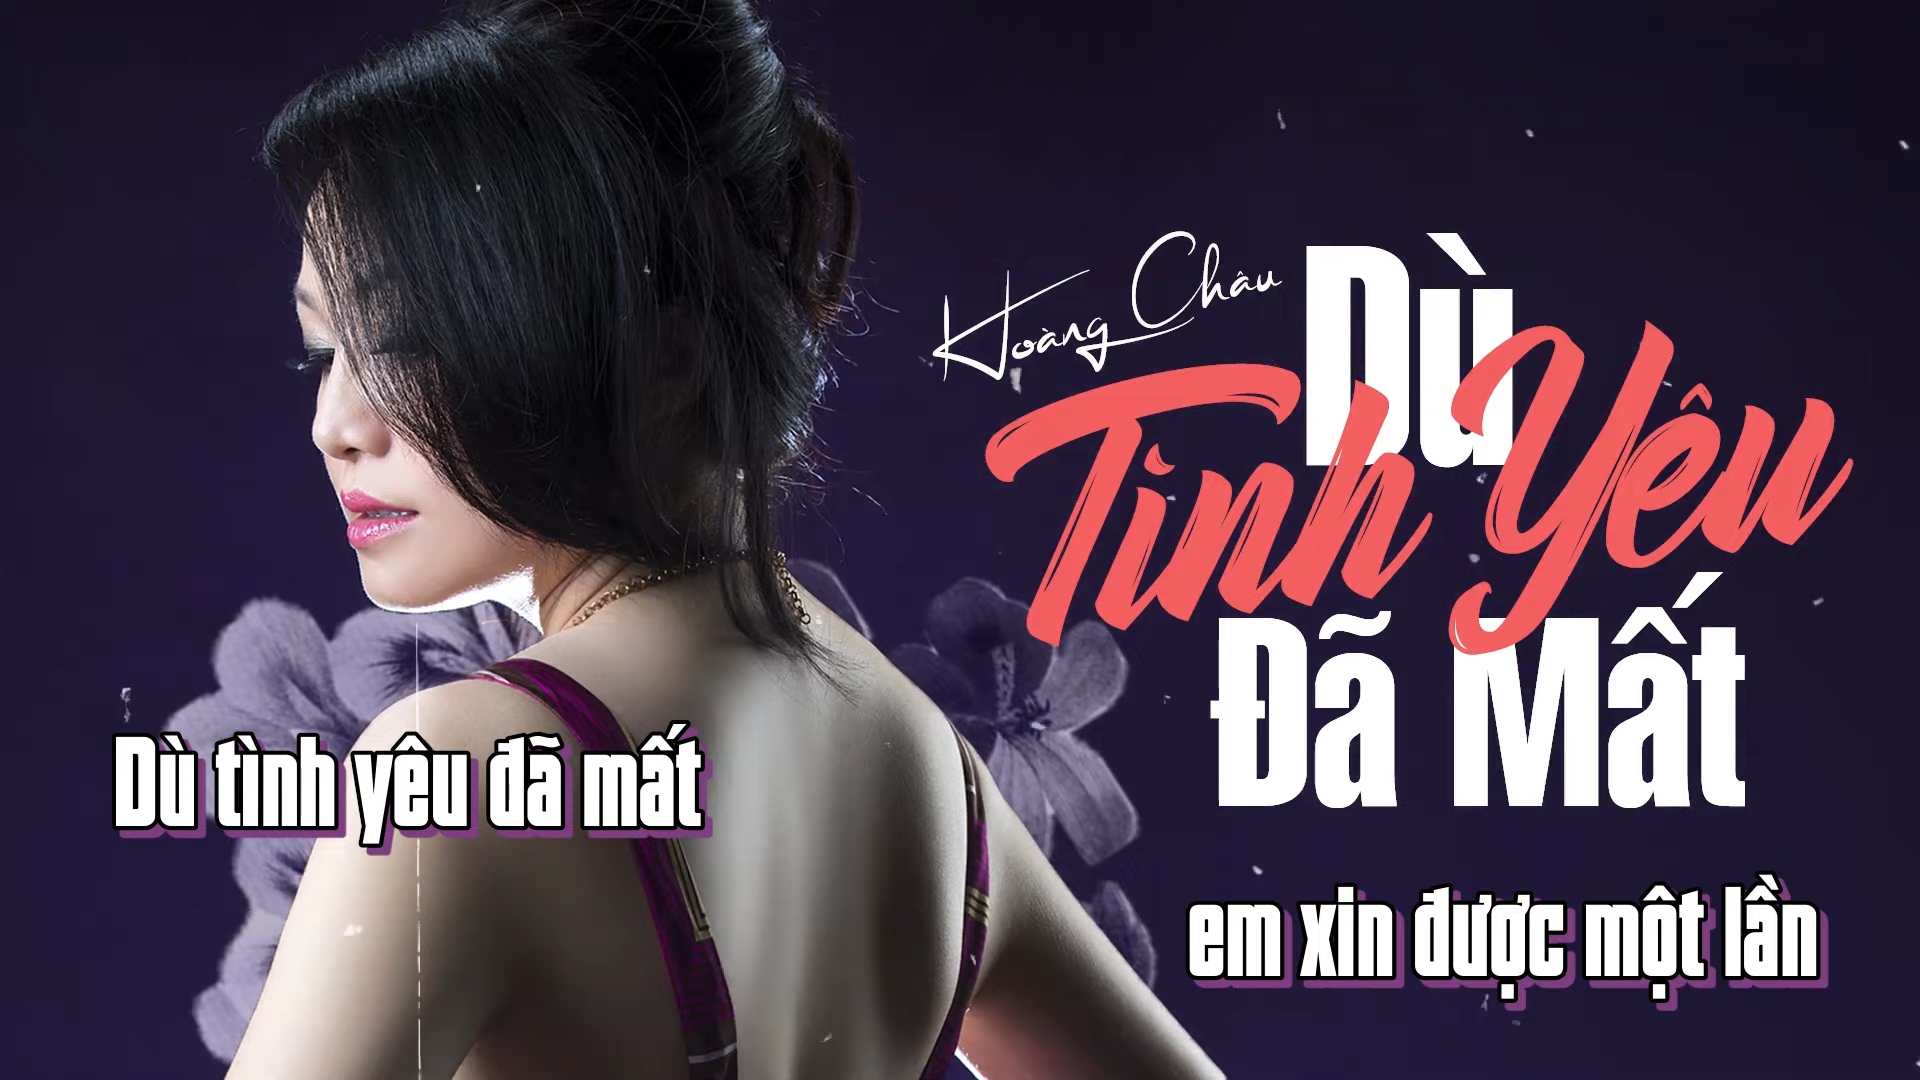 Hoàng Châu
Dù
Tình Yêu
Đã Mất
Dù tình yêu đã mất
em xin được một lần